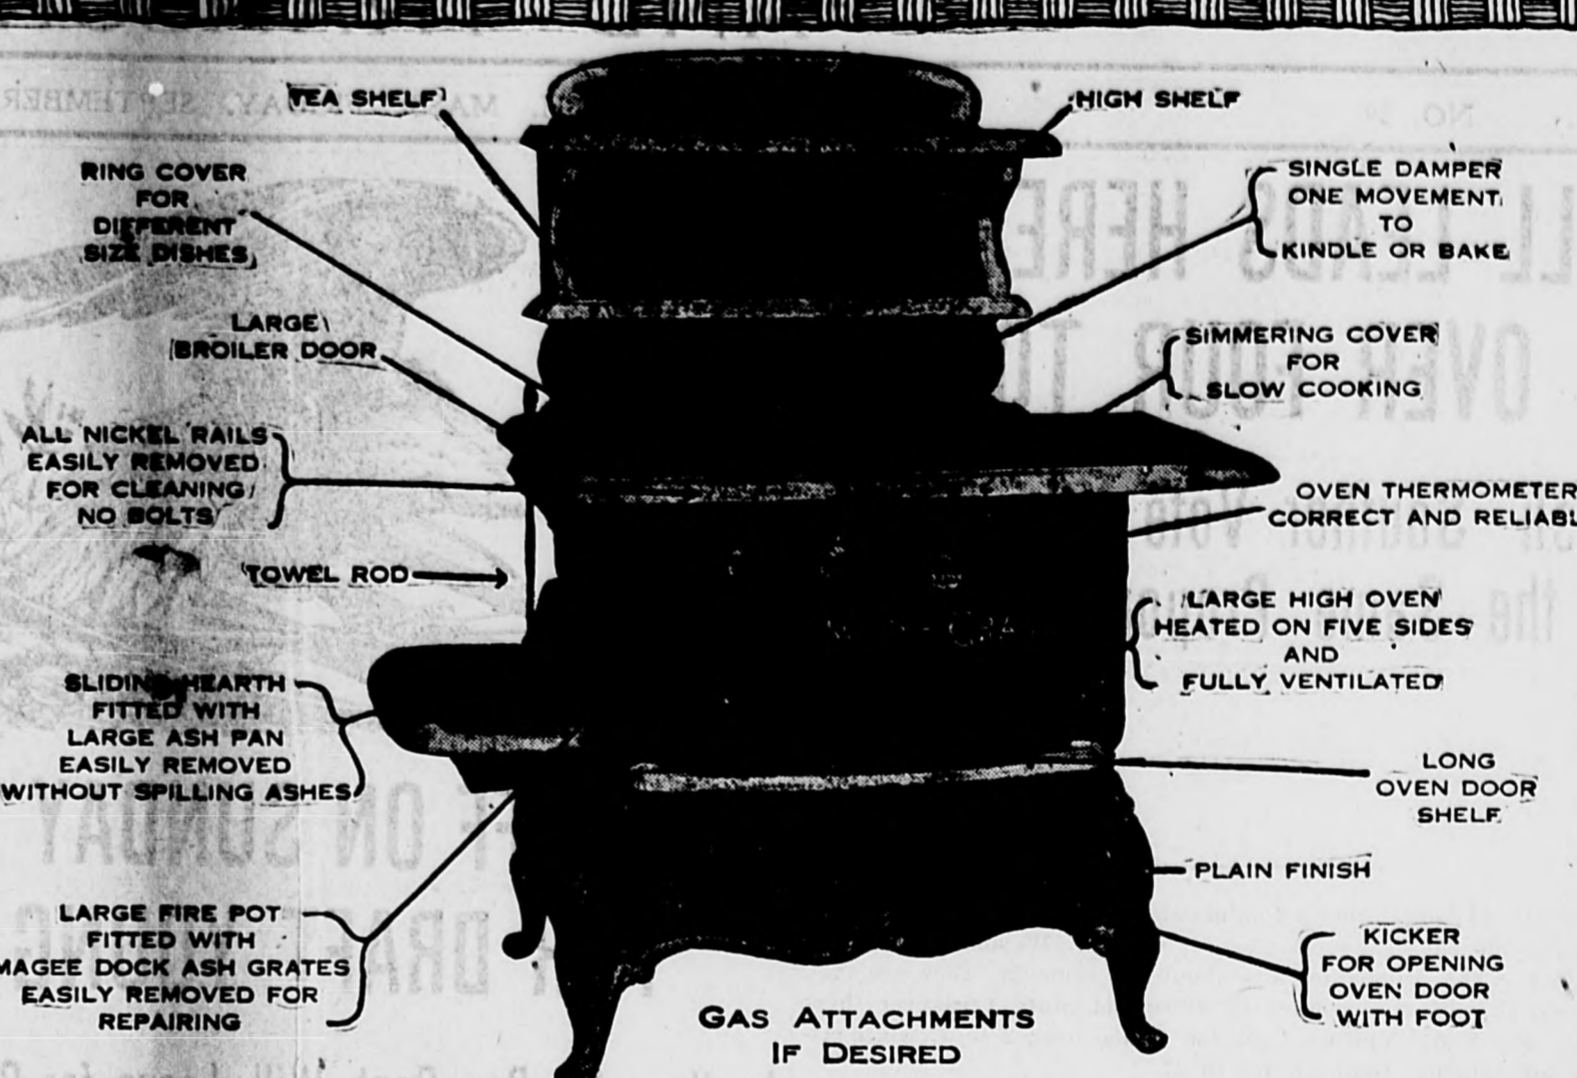 TEA SHELF
HIGH SHELF
RING COVER
FOR
DIFFERENT
SIZE DISHES
SINGLE DAMPER
ONE MOVEMENT
TO
KINDLE OR BAKE
LARGE
BROILER DOOR
SIMMERING COVER
FOR
SLOW COOKING
ALL NICKEL RAILS
EASILY REMOVED
FOR CLEANING
NO BOLTS
OVEN THERMOMETER
CORRECT AND RELIABL
TOWEL ROD
LARGE HIGH OVEN
HEATED ON FIVE SIDES
AND
FULLY VENTILATED
SLIDING HEARTH
FITTED WITH
LARGE ASH PAN
EASILY REMOVED
WITHOUT SPILLING ASHES
LONG
OVEN DOOR
SHELF
PLAIN FINISH
LARGE FIRE POT
FITTED WITH
MAGEE DOCK ASH GRATES
EASILY REMOVED FOR
REPAIRING
KICKER
FOR OPENING
OVEN DOOR
WITH FOOT
GAS ATTACHMENTS
IF DESIRED